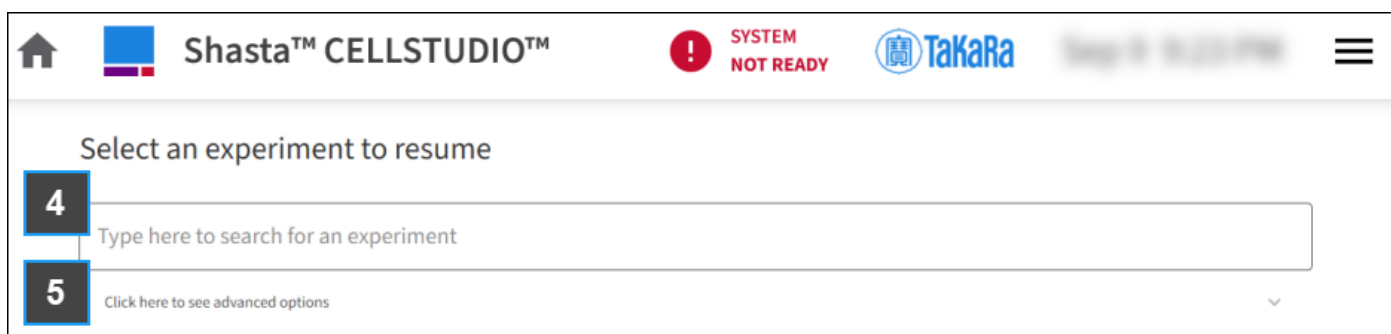 Shasta™ CELLSTUDIO™
SYSTEM
NOT READY
TaKaRa
Select an experiment to resume
4
Type here to search for an experiment
5
Click here to see advanced options